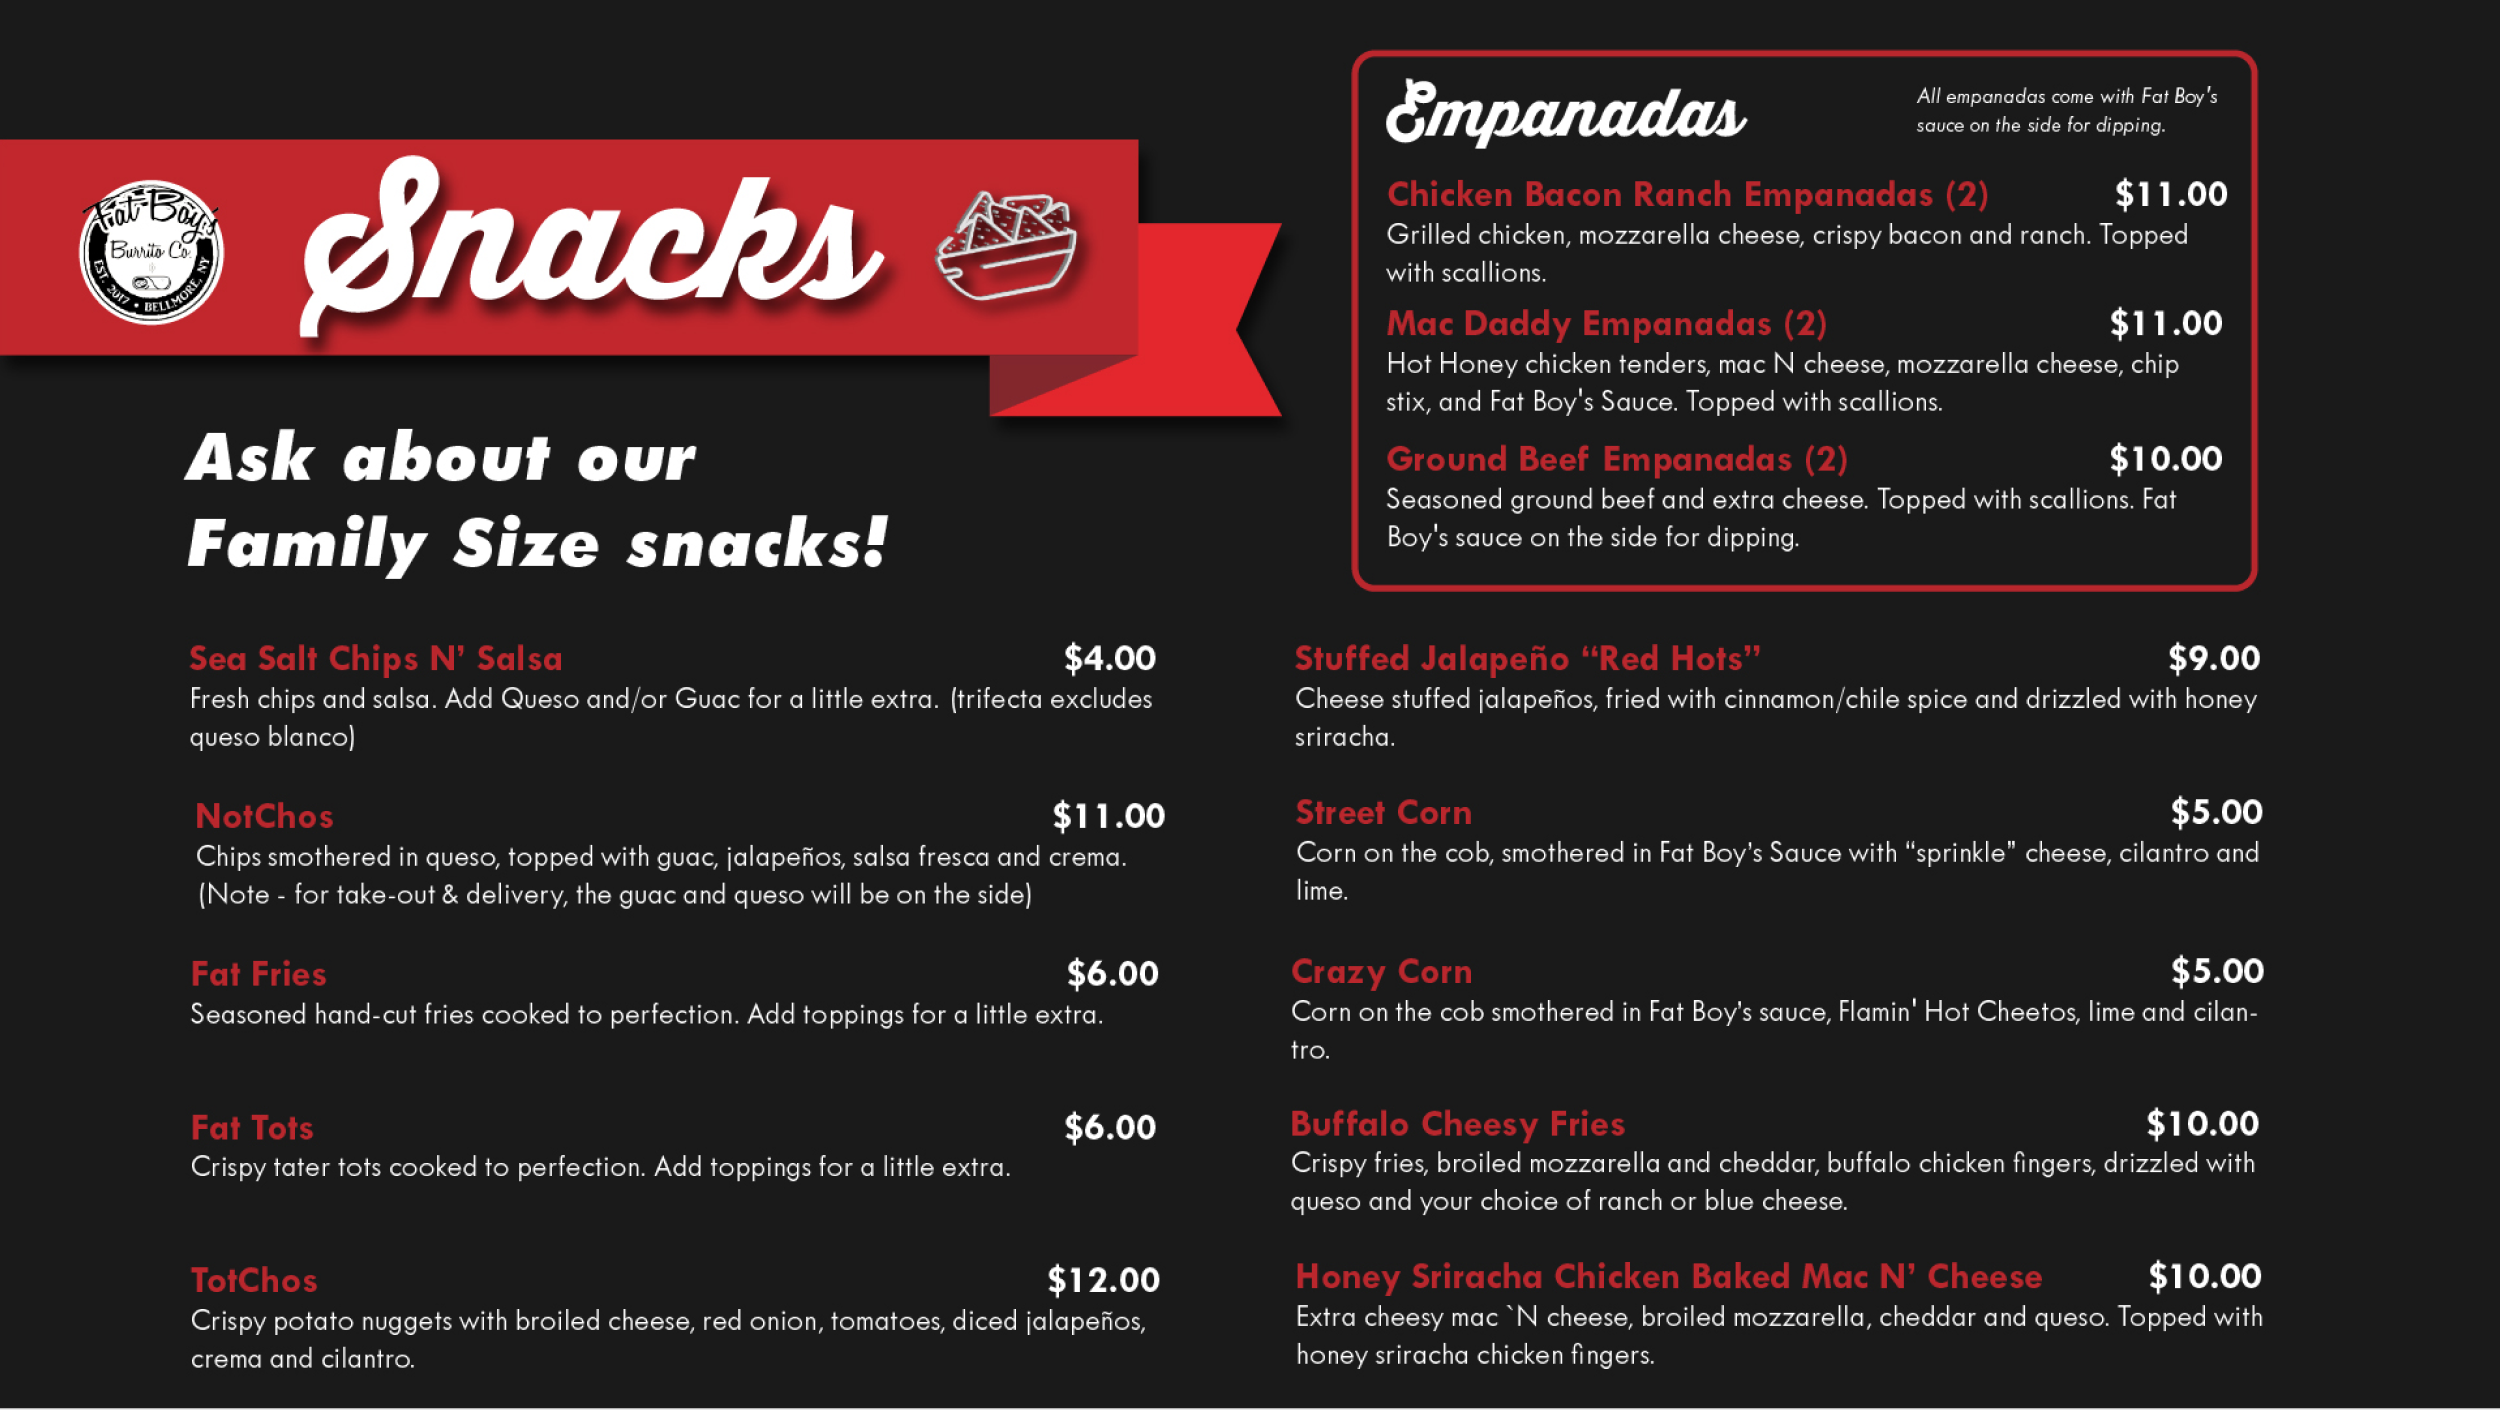 Fat Boy's
Burrito Co.
EST. 2017 • BELLMORE, NY
Snacks
Ask about our
Family Size snacks!
Empanadas
All empanadas come with Fat Boy's
sauce on the side for dipping.
Chicken Bacon Ranch Empanadas (2) $11.00
Grilled chicken, mozzarella cheese, crispy bacon and ranch. Topped
with scallions.
Mac Daddy Empanadas (2) $11.00
Hot Honey chicken tenders, mac N cheese, mozzarella cheese, chip
stix, and Fat Boy's Sauce. Topped with scallions.
Ground Beef Empanadas (2) $10.00
Seasoned ground beef and extra cheese. Topped with scallions. Fat
Boy's sauce on the side for dipping.
Sea Salt Chips N’ Salsa $4.00
Fresh chips and salsa. Add Queso and/or Guac for a little extra. (trifecta excludes
queso blanco)
NotChos $11.00
Chips smothered in queso, topped with guac, jalapeños, salsa fresca and crema.
(Note - for take-out & delivery, the guac and queso will be on the side)
Fat Fries $6.00
Seasoned hand-cut fries cooked to perfection. Add toppings for a little extra.
Fat Tots $6.00
Crispy tater tots cooked to perfection. Add toppings for a little extra.
TotChos $12.00
Crispy potato nuggets with broiled cheese, red onion, tomatoes, diced jalapeños,
crema and cilantro.
Stuffed Jalapeño “Red Hots” $9.00
Cheese stuffed jalapeños, fried with cinnamon/chile spice and drizzled with honey
sriracha.
Street Corn $5.00
Corn on the cob, smothered in Fat Boy's Sauce with “sprinkle” cheese, cilantro and
lime.
Crazy Corn $5.00
Corn on the cob smothered in Fat Boy's sauce, Flamin' Hot Cheetos, lime and cilan-
tro.
Buffalo Cheesy Fries $10.00
Crispy fries, broiled mozzarella and cheddar, buffalo chicken fingers, drizzled with
queso and your choice of ranch or blue cheese.
Honey Sriracha Chicken Baked Mac N’ Cheese $10.00
Extra cheesy mac `N cheese, broiled mozzarella, cheddar and queso. Topped with
honey sriracha chicken fingers.